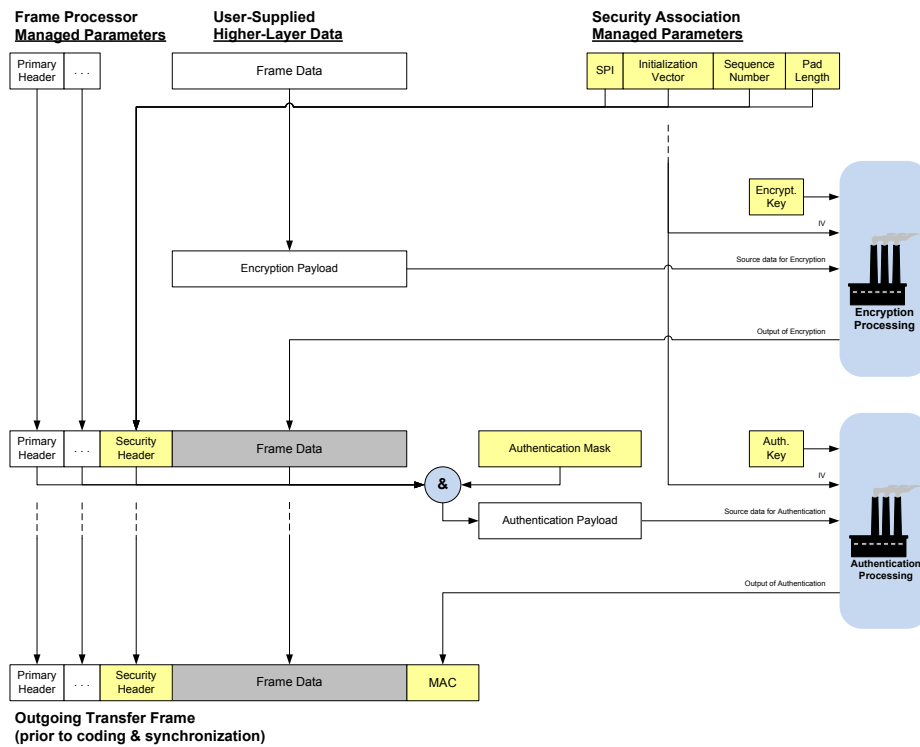 Frame Processor
Managed Parameters
User-Supplied
Higher-Layer Data
Security Association
Managed Parameters
Primary
Header
. . .
Frame Data
SPI
Initialization
Vector
Sequence
Number
Pad
Length
Encrypt.
Key
IV
Encryption Payload
Source data for Encryption
Encryption
Processing
Output of Encryption
Primary
Header
. . .
Security
Header
Frame Data
Authentication Mask
Auth.
Key
&
IV
Authentication Payload
Source data for Authentication
Authentication
Processing
Output of Authentication
Primary
Header
. . .
Security
Header
Frame Data
MAC
Outgoing Transfer Frame
(prior to coding & synchronization)